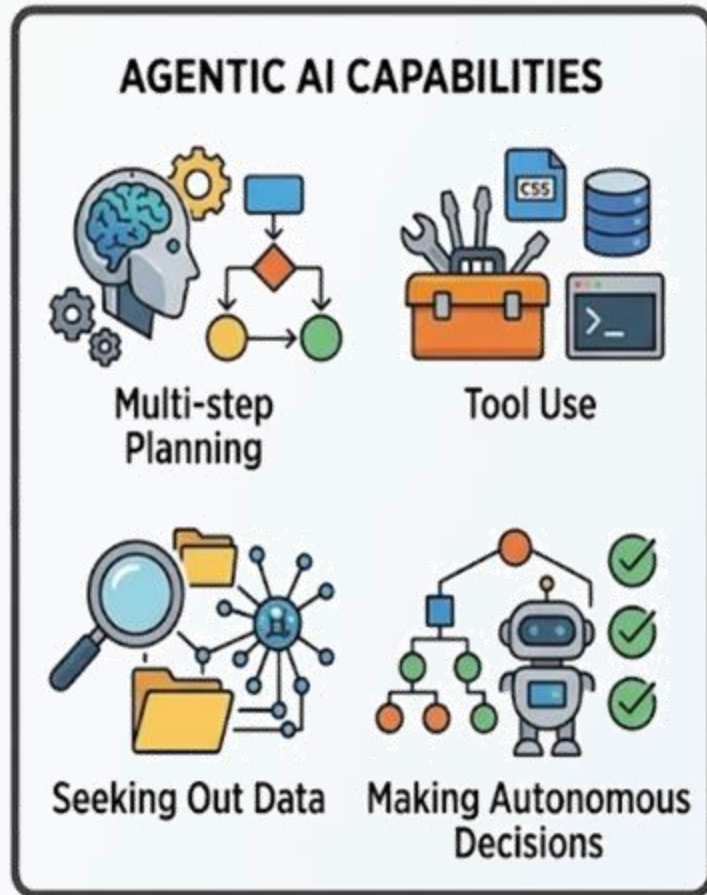 AGENTIC AI CAPABILITIES
CSS
>_
Multi-step
Planning
Tool Use
Seeking Out Data
Making Autonomous
Decisions